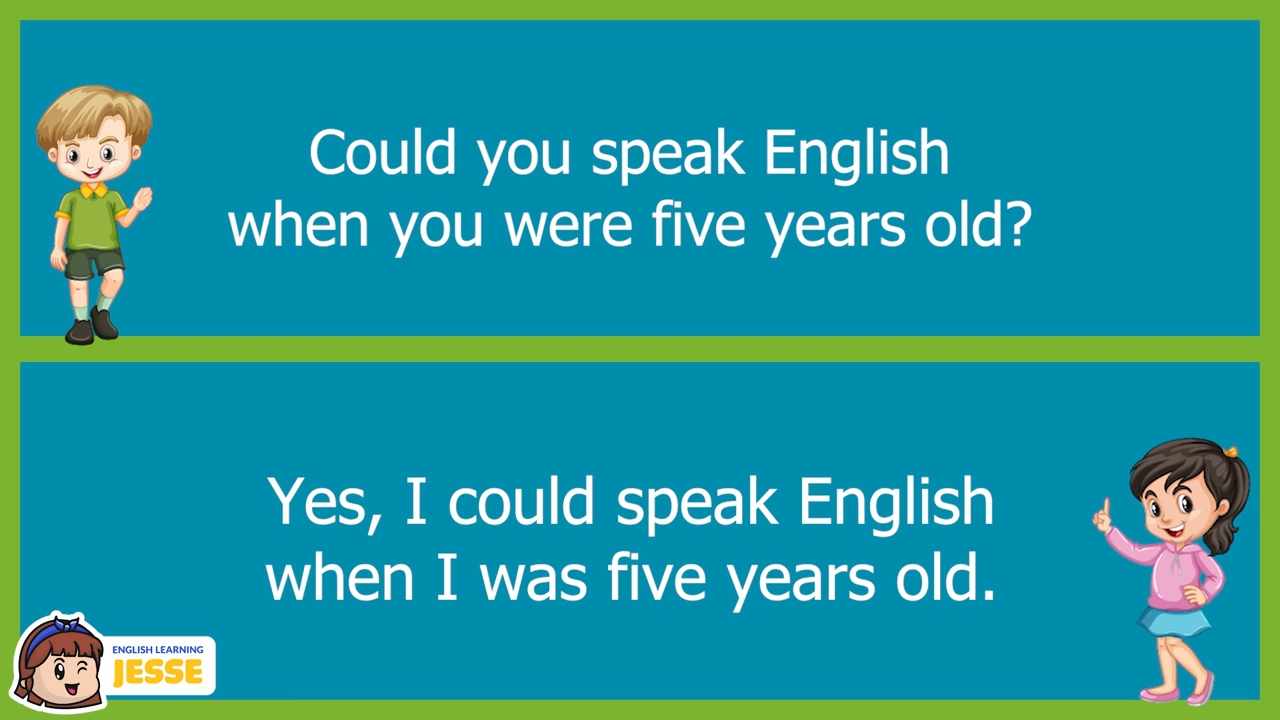 Could you speak English
when you were five years old?
Yes, I could speak English
when I was five years old.
ENGLISH LEARNING
JESSE